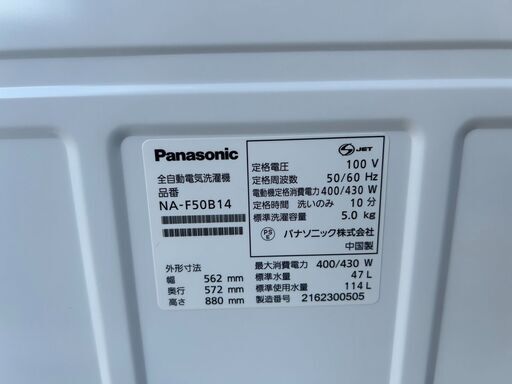 Panasonic
全自動電気洗濯機
品番
NA-F50B14
外形寸法
幅 562 mm
奥行 572 mm
高さ 880 mm
S JET
定格電圧 100 V
定格周波数 50/60 Hz
電動機定格消費電力 400/430 W
定格時間 洗いのみ 10 分
標準洗濯容量 5.0 kg
PS E パナソニック株式会社
中国製
最大消費電力 400/430 W
標準水量 47 L
標準使用水量 114 L
製造番号 2162300505